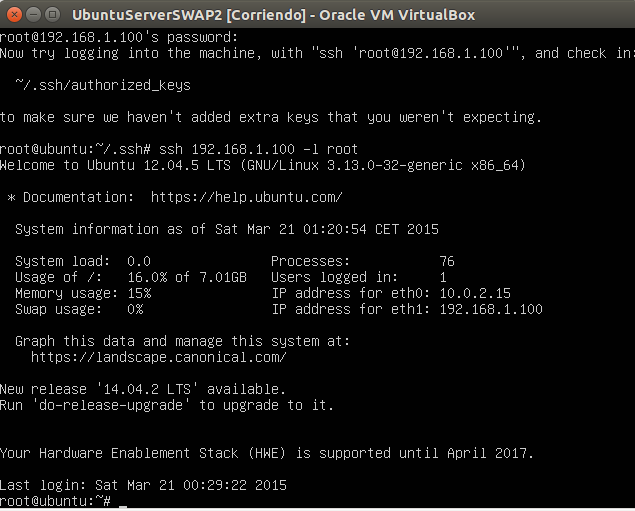 UbuntuServerSWAP2 [Corriendo] - Oracle VM VirtualBox
root@192.168.1.100's password:
Now try logging into the machine, with "ssh 'root@192.168.1.100'", and check in:
~/.ssh/authorized_keys
to make sure we haven't added extra keys that you weren't expecting.
root@ubuntu:~/.ssh# ssh 192.168.1.100 -l root
Welcome to Ubuntu 12.04.5 LTS (GNU/Linux 3.13.0-32-generic x86_64)
* Documentation:  https://help.ubuntu.com/
System information as of Sat Mar 21 01:20:54 CET 2015
System load:  0.0               Processes:           76
Usage of /:   16.0% of 7.01GB   Users logged in:     1
Memory usage: 15%               IP address for eth0: 10.0.2.15
Swap usage:   0%                IP address for eth1: 192.168.1.100
Graph this data and manage this system at:
https://landscape.canonical.com/
New release '14.04.2 LTS' available.
Run 'do-release-upgrade' to upgrade to it.
Your Hardware Enablement Stack (HWE) is supported until April 2017.
Last login: Sat Mar 21 00:29:22 2015
root@ubuntu:~# _